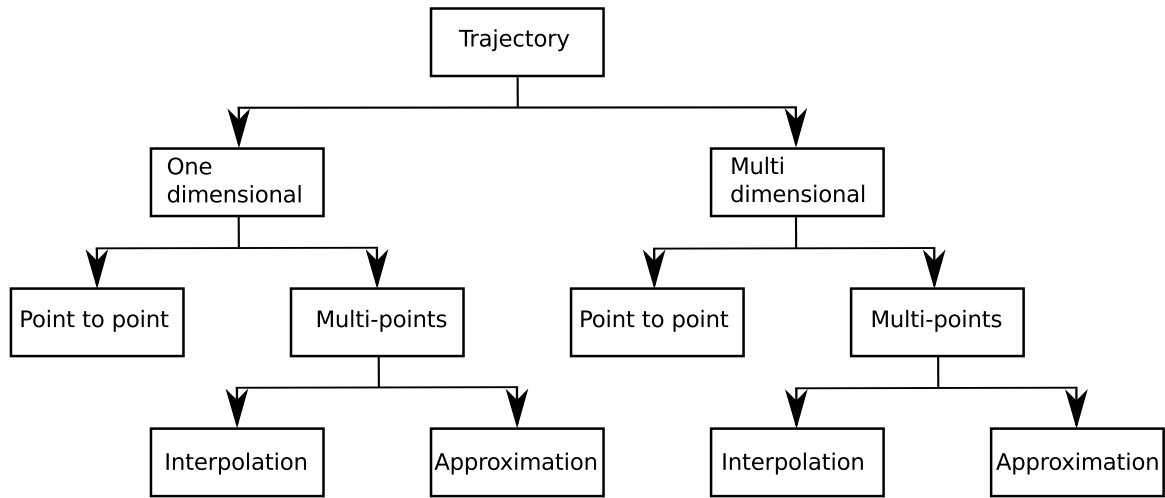 Trajectory
One
dimensional
Multi
dimensional
Point to point
Multi-points
Point to point
Multi-points
Interpolation
Approximation
Interpolation
Approximation